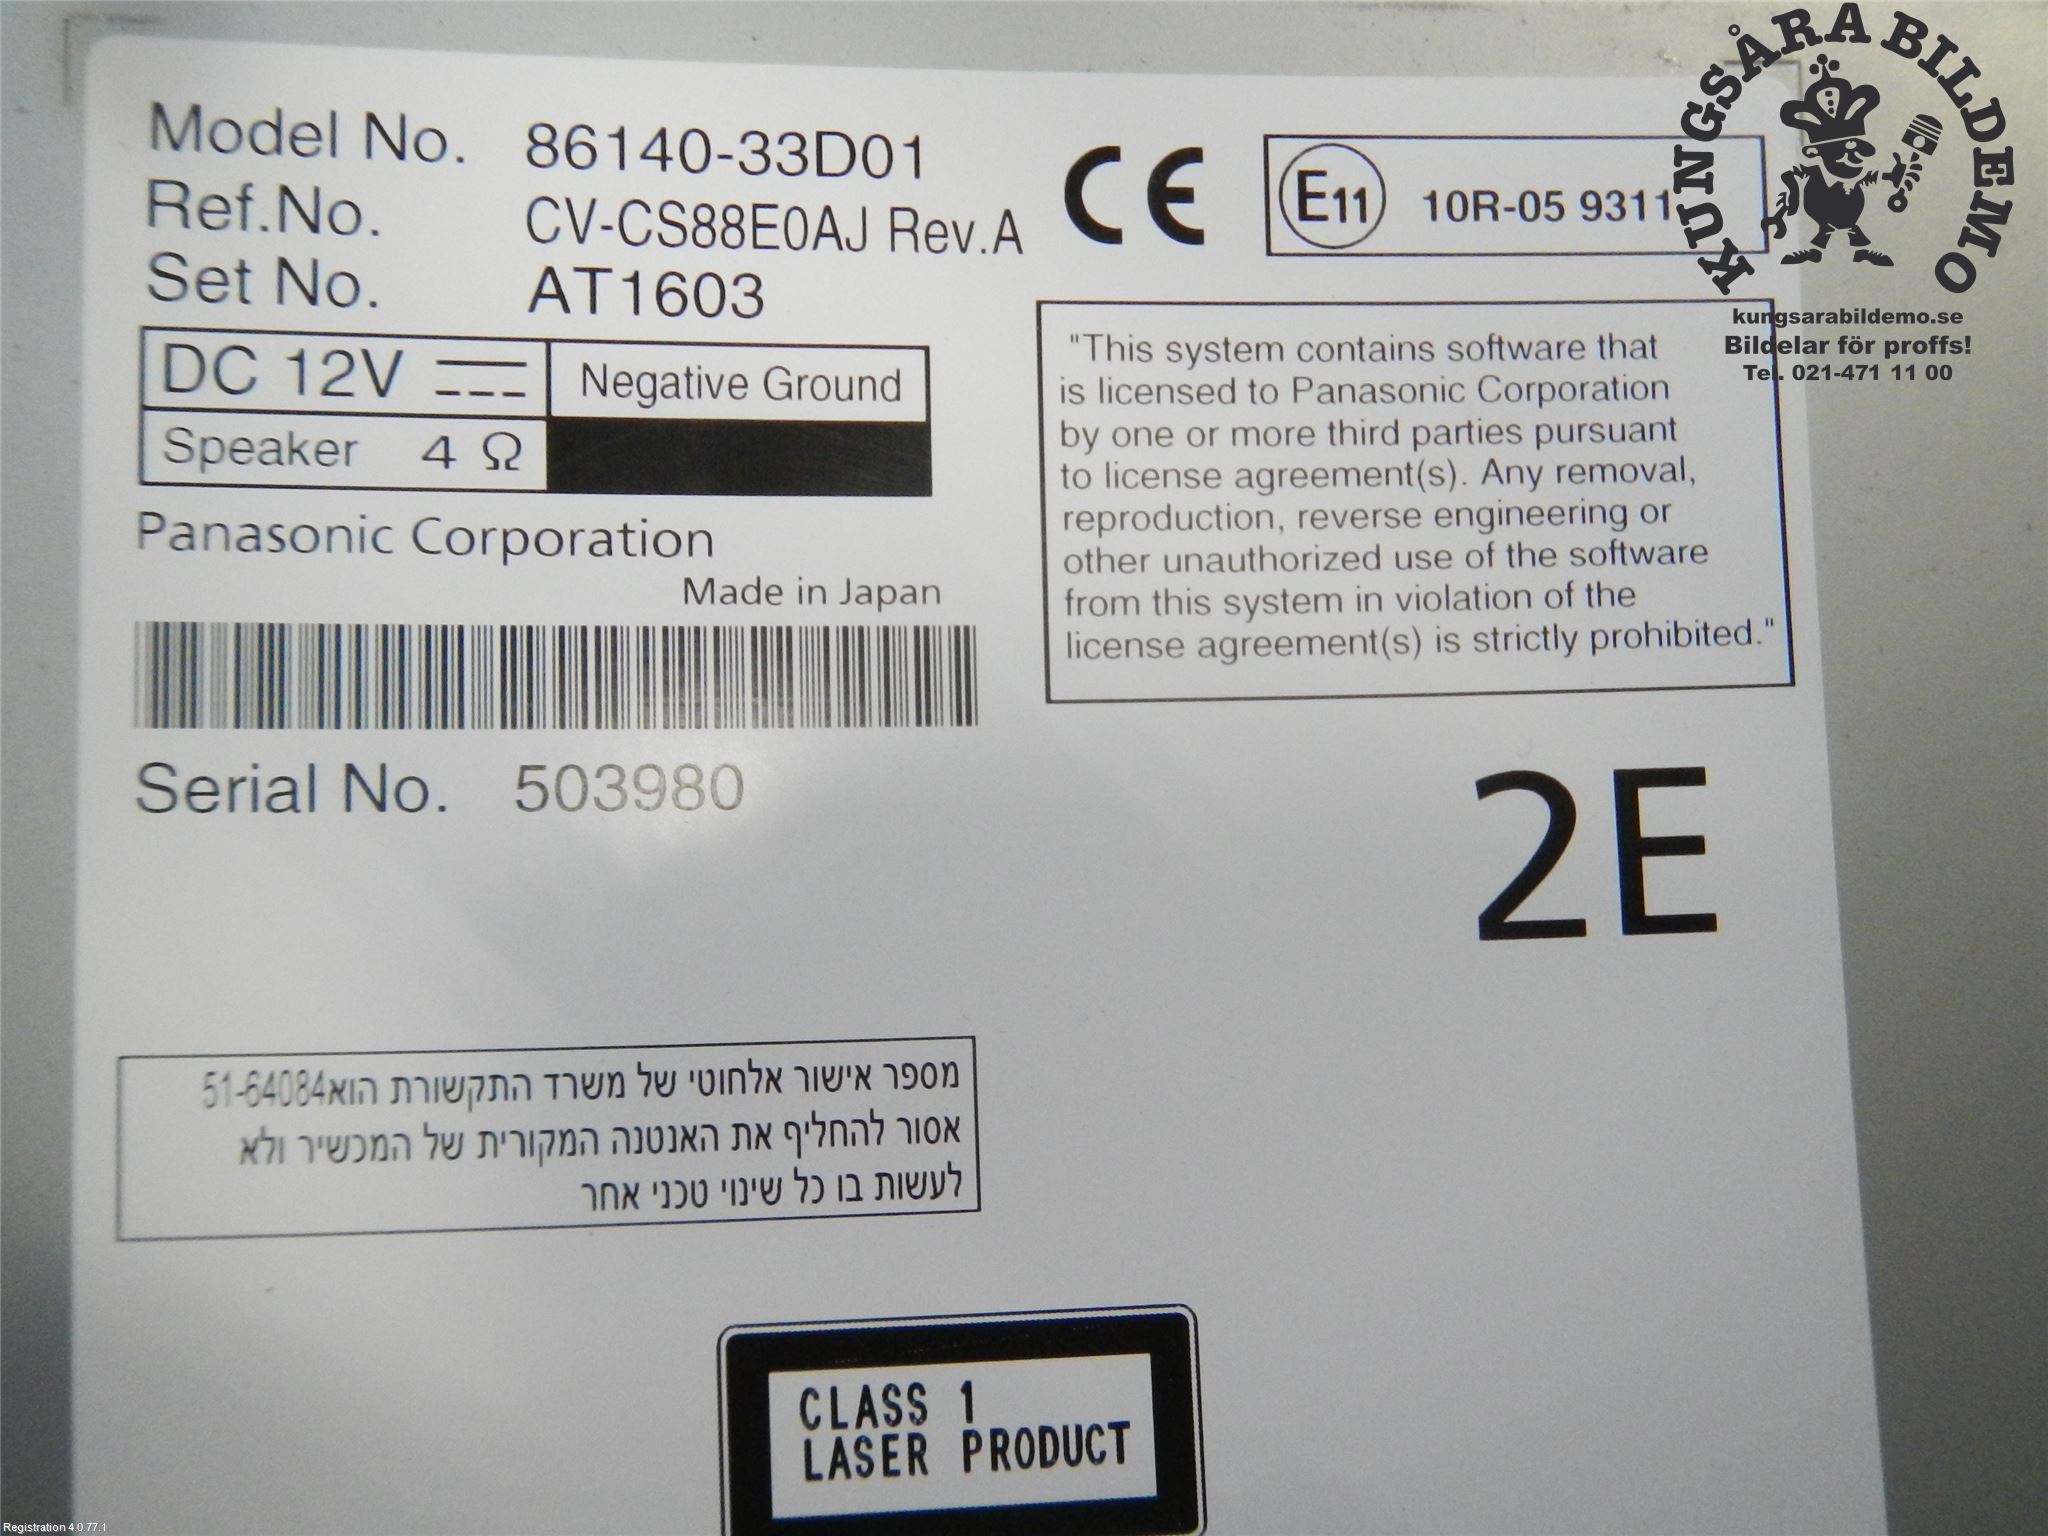 Model No. 86140-33D01
Ref.No. CV-CS88E0AJ Rev.A
Set No. AT1603
DC 12V
Negative Ground
Speaker 4 Ω
Panasonic Corporation
Made in Japan
Serial No. 503980
CE
E11 10R-05 9311
"This system contains software that
is licensed to Panasonic Corporation
by one or more third parties pursuant
to license agreement(s). Any removal,
reproduction, reverse engineering or
other unauthorized use of the software
from this system in violation of the
license agreement(s) is strictly prohibited."
2E
מספר אישור אלחוטי של משרד התקשורת הוא51-64084
אסור להחליף את האנטנה המקורית של המכשיר ולא
לעשות בו כל שינוי טכני אחר
CLASS 1
LASER PRODUCT
KUNGSÅRA BILDEMO
kungsarabildemo.se
Bildelar för proffs!
Tel. 021-471 11 00
Registration 4.0.77.1